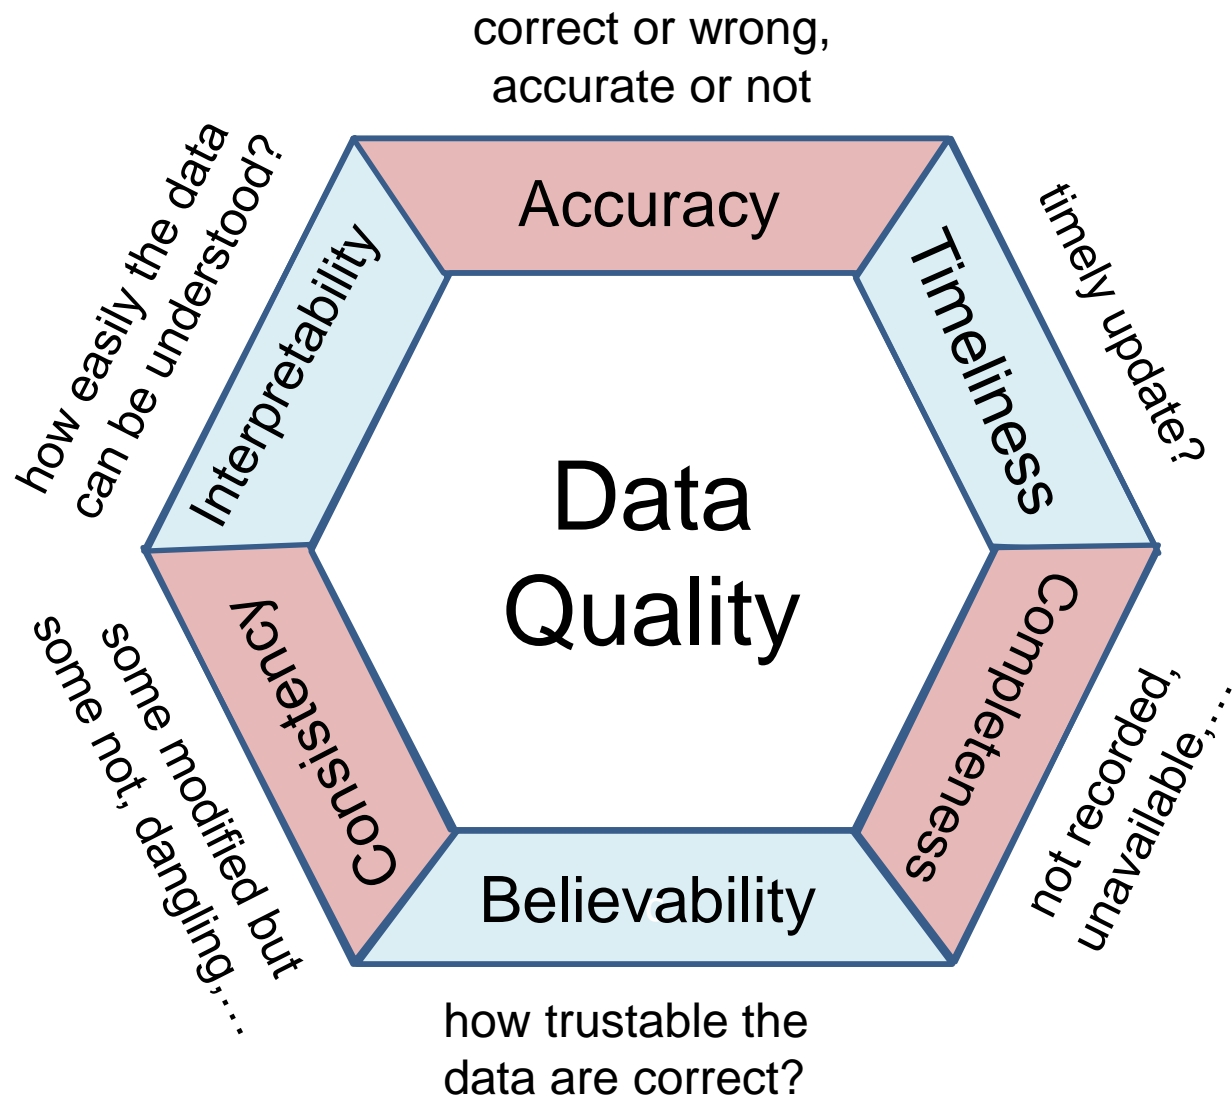 correct or wrong,
accurate or not
Accuracy
Timeliness
timely update?
Completeness
not recorded,
unavailable,…
Believability
how trustable the
data are correct?
Consistency
some modified but
some not, dangling,…
Interpretability
how easily the data
can be understood?
Data
Quality